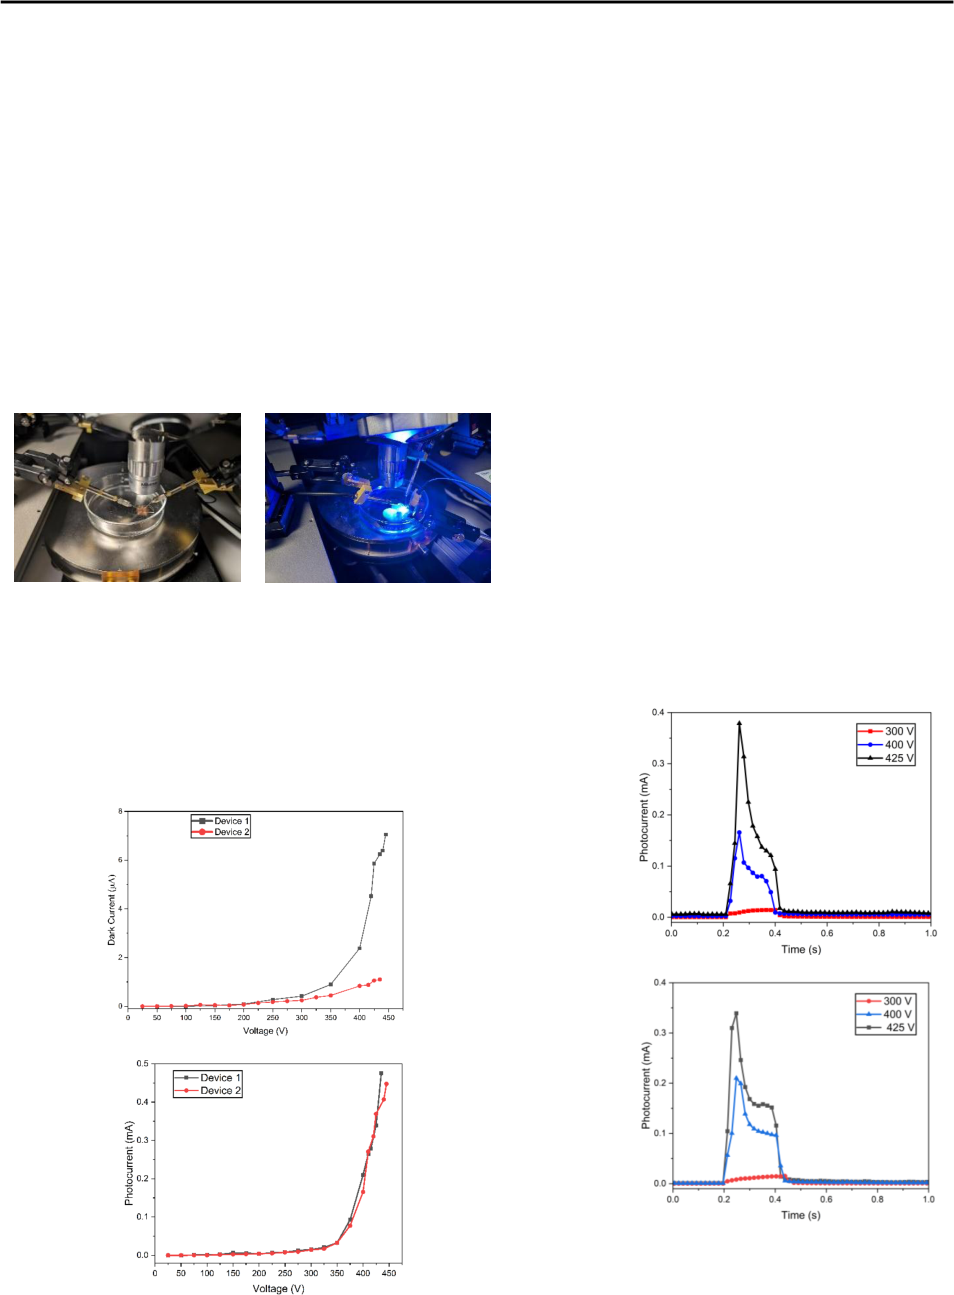 8
Device 1
Device 2
6
4
2
0
Dark Current (μA)
0 50 100 150 200 250 300 350 400 450
Voltage (V)
0.5
Device 1
Device 2
0.4
0.3
0.2
0.1
0.0
Photocurrent (mA)
0 50 100 150 200 250 300 350 400 450
Voltage (V)
0.4
300 V
400 V
425 V
0.3
0.2
0.1
0.0
Photocurrent (mA)
0.0 0.2 0.4 0.6 0.8 1.0
Time (s)
0.4
300 V
400 V
425 V
0.3
0.2
0.1
0.0
Photocurrent (mA)
0.0 0.2 0.4 0.6 0.8 1.0
Time (s)